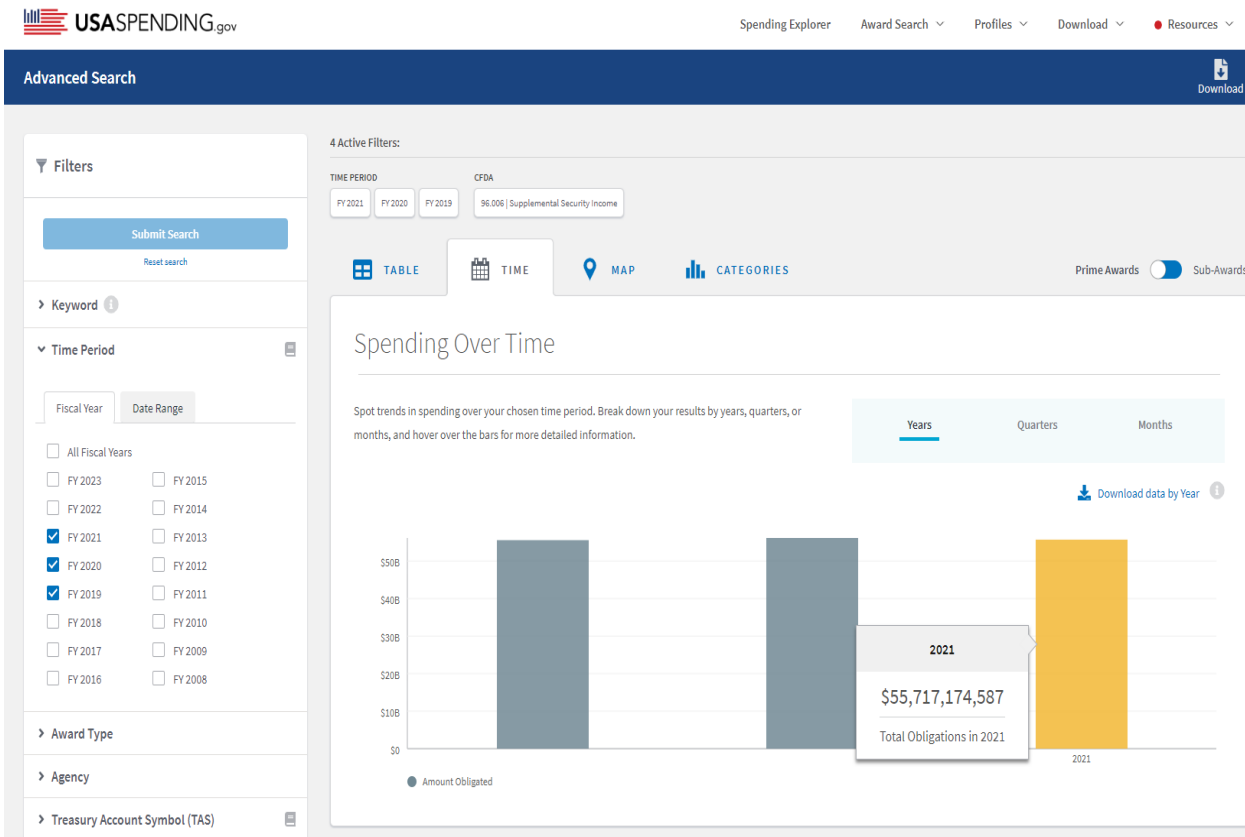 USASPENDING.gov
Spending Explorer Award Search Profiles Download Resources
Advanced Search
Download
Filters
Submit Search
Reset search
Keyword
Time Period
Fiscal Year Date Range
All Fiscal Years
FY 2023 FY 2015
FY 2022 FY 2014
FY 2021 FY 2013
FY 2020 FY 2012
FY 2019 FY 2011
FY 2018 FY 2010
FY 2017 FY 2009
FY 2016 FY 2008
Award Type
Agency
Treasury Account Symbol (TAS)
4 Active Filters:
TIME PERIOD CFDA
FY 2021 FY 2020 FY 2019 96.006 | Supplemental Security Income
TABLE TIME MAP CATEGORIES Prime Awards Sub-Awards
Spending Over Time
Spot trends in spending over your chosen time period. Break down your results by years, quarters, or
months, and hover over the bars for more detailed information.
Years Quarters Months
Download data by Year
$50B
$40B
$30B
$20B
$10B
$0
2021
$55,717,174,587
Total Obligations in 2021
2021
Amount Obligated